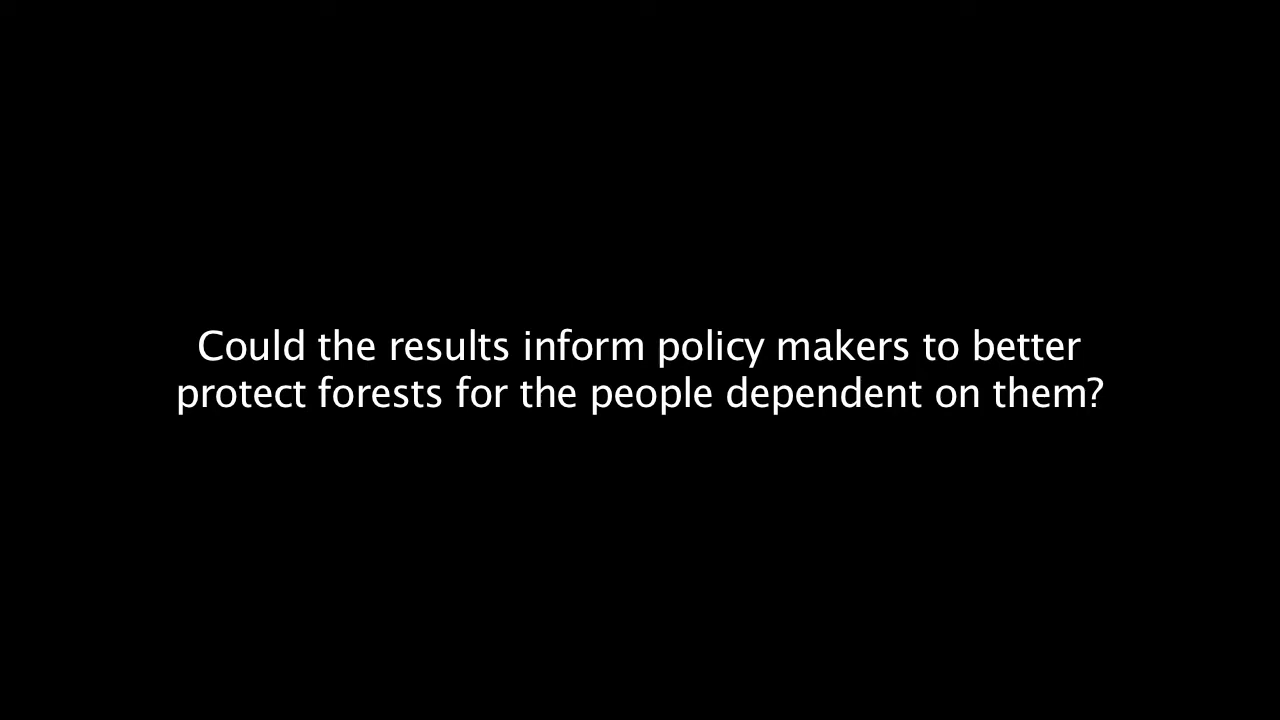 Could the results inform policy makers to better
protect forests for the people dependent on them?